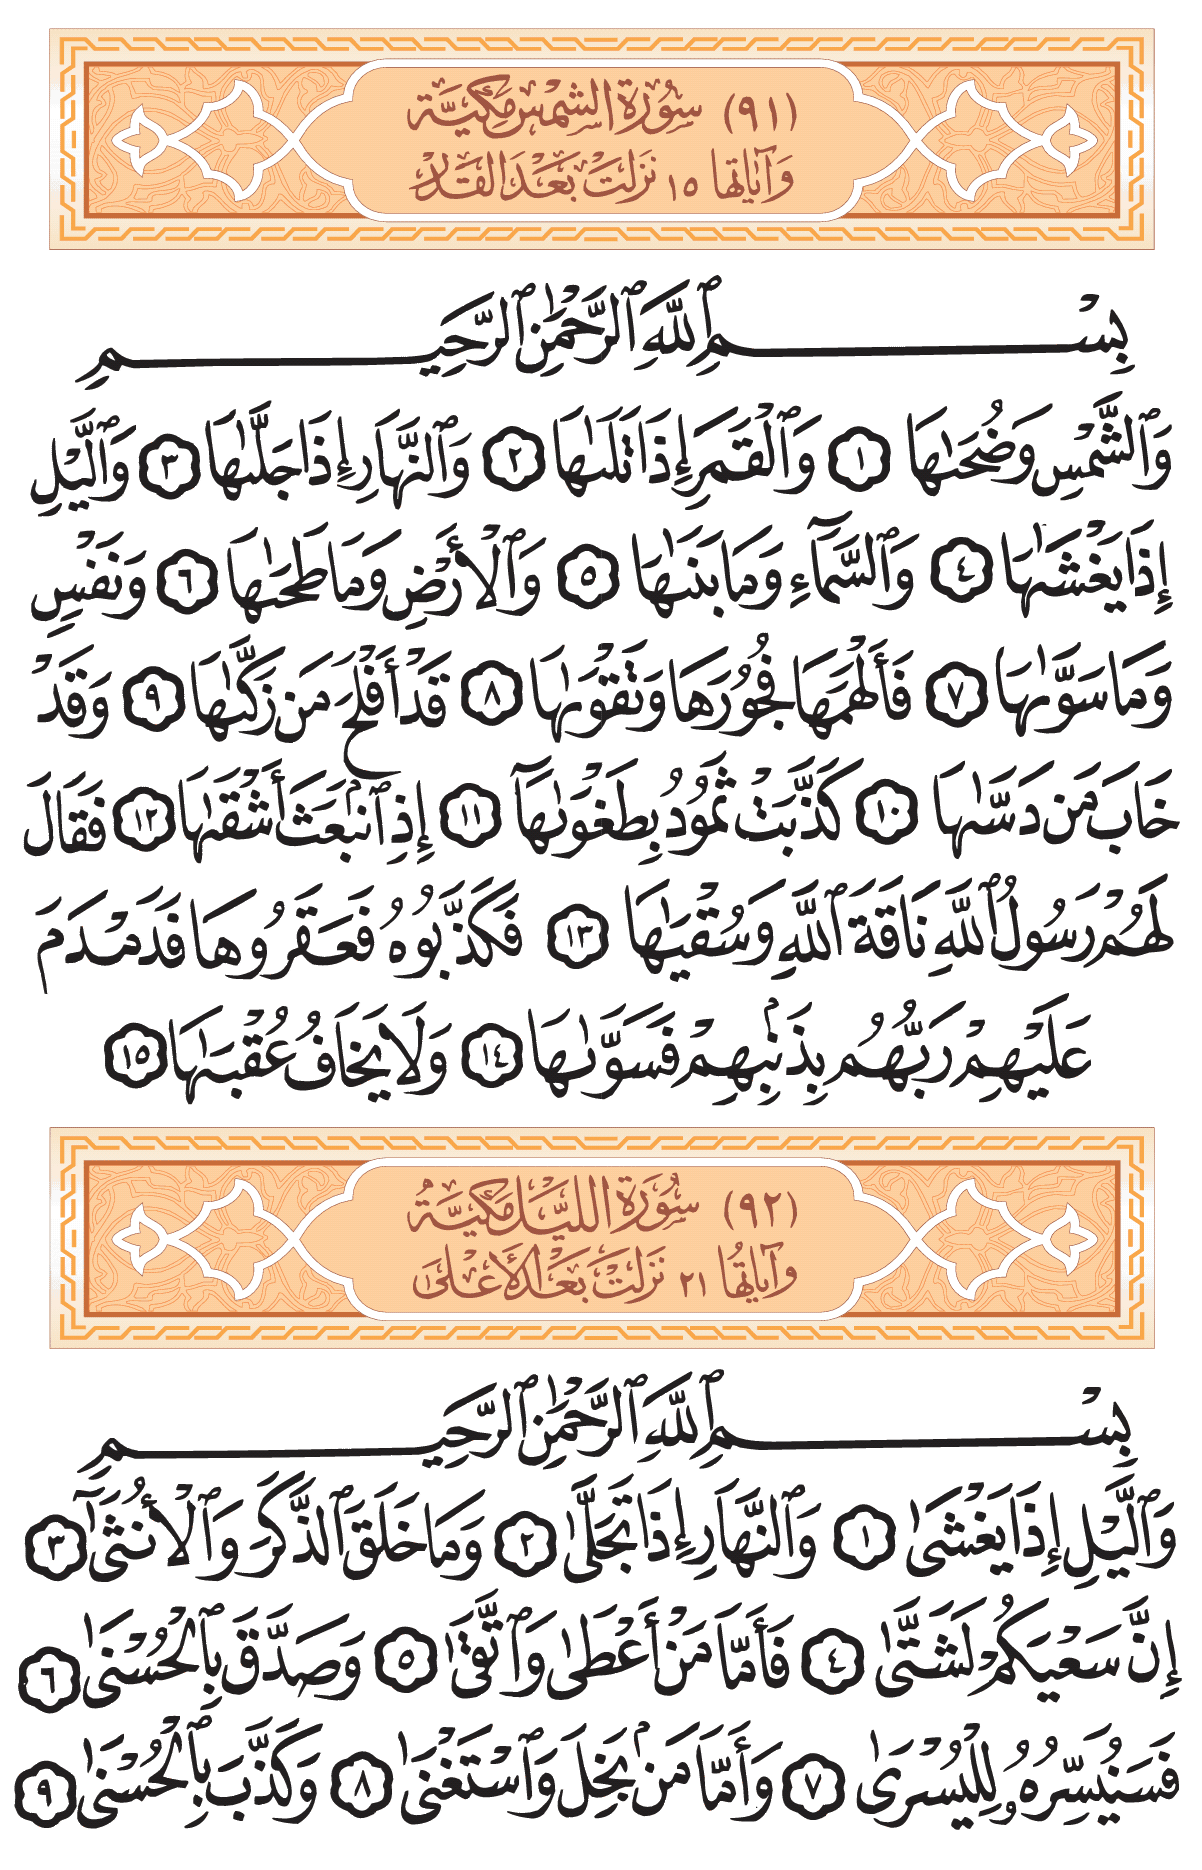 (٩١) سُورَةُ الشَّمْسِ مَكِّيَّة
وَآيَاتُهَا ١٥ نَزَلَتْ بَعْدَ الْقَدْرِ
بِسْمِ ٱللَّهِ ٱلرَّحْمَٰنِ ٱلرَّحِيمِ
وَٱلشَّمْسِ وَضُحَىٰهَا ١ وَٱلْقَمَرِ إِذَا تَلَىٰهَا ٢ وَٱلنَّهَارِ إِذَا جَلَّىٰهَا ٣ وَٱلَّيْلِ
إِذَا يَغْشَىٰهَا ٤ وَٱلسَّمَآءِ وَمَا بَنَىٰهَا ٥ وَٱلْأَرْضِ وَمَا طَحَىٰهَا ٦ وَنَفْسٍ
وَمَا سَوَّىٰهَا ٧ فَأَلْهَمَهَا فُجُورَهَا وَتَقْوَىٰهَا ٨ قَدْ أَفْلَحَ مَن زَكَّىٰهَا ٩ وَقَدْ
خَابَ مَن دَسَّىٰهَا ١٠ كَذَّبَتْ ثَمُودُ بِطَغْوَىٰهَآ ١١ إِذِ ٱنۢبَعَثَ أَشْقَىٰهَا ١٢ فَقَالَ
لَهُمْ رَسُولُ ٱللَّهِ نَاقَةَ ٱللَّهِ وَسُقْيَٰهَا ١٣ فَكَذَّبُوهُ فَعَقَرُوهَا فَدَمْدَمَ
عَلَيْهِمْ رَبُّهُم بِذَنۢبِهِمْ فَسَوَّىٰهَا ١٤ وَلَا يَخَافُ عُقْبَٰهَا ١٥
(٩٢) سُورَةُ اللَّيْلِ مَكِّيَّةُ
وَآيَاتُهَا ٢١ نَزَلَتْ بَعْدَ الْأَعْلَىٰ
بِسْمِ ٱللَّهِ ٱلرَّحْمَٰنِ ٱلرَّحِيمِ
وَٱلَّيْلِ إِذَا يَغْشَىٰ ١ وَٱلنَّهَارِ إِذَا تَجَلَّىٰ ٢ وَمَا خَلَقَ ٱلذَّكَرَ وَٱلْأُنثَىٰٓ ٣
إِنَّ سَعْيَكُمْ لَشَتَّىٰ ٤ فَأَمَّا مَنْ أَعْطَىٰ وَٱتَّقَىٰ ٥ وَصَدَّقَ بِٱلْحُسْنَىٰ ٦
فَسَنُيَسِّرُهُۥ لِلْيُسْرَىٰ ٧ وَأَمَّا مَنۢ بَخِلَ وَٱسْتَغْنَىٰ ٨ وَكَذَّبَ بِٱلْحُسْنَىٰ ٩